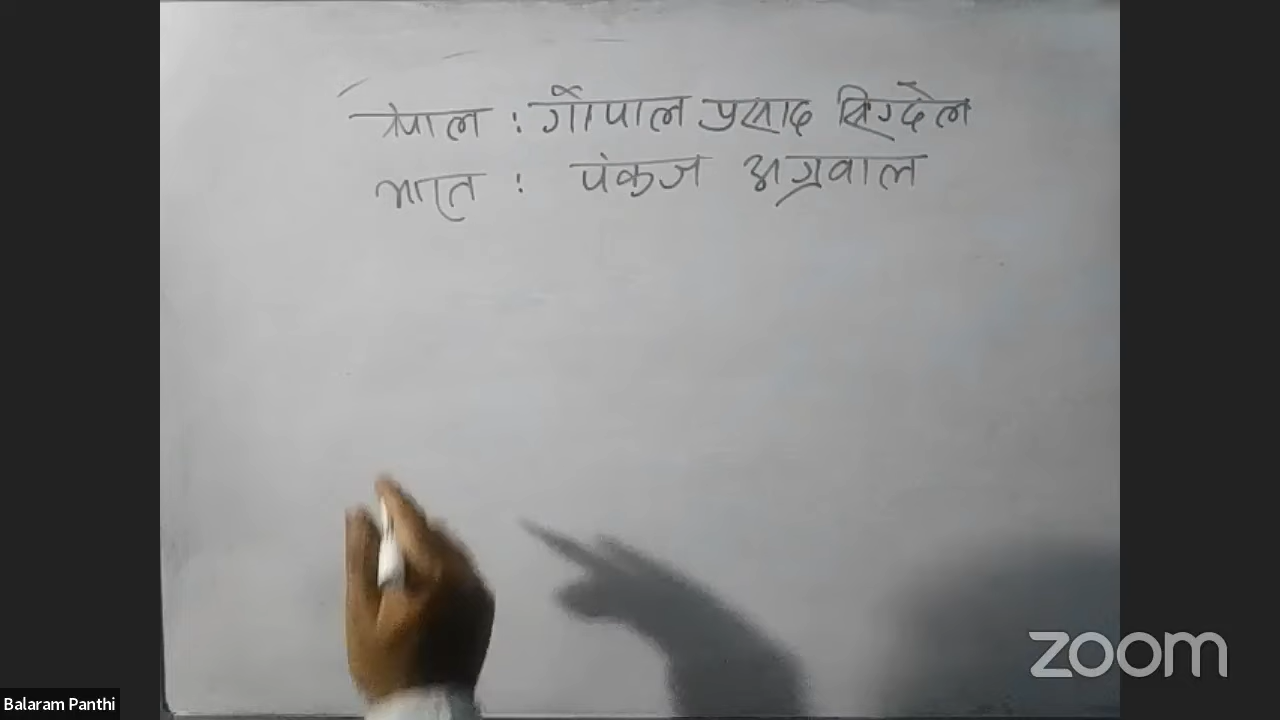 नेपाल : गोपाल प्रसाद सिग्देल
भारत : पंकज अग्रवाल
zoom
Balaram Panthi